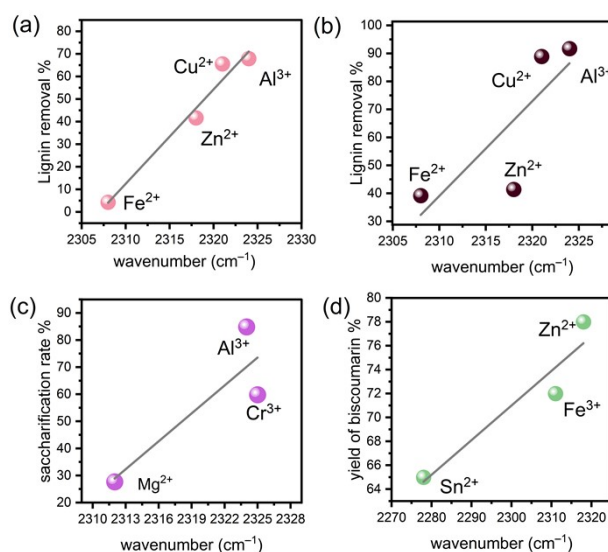 (a)
Lignin removal %
80
70
60
50
40
30
20
10
0
Cu²⁺
Al³⁺
Zn²⁺
Fe²⁺
2305 2310 2315 2320 2325 2330
wavenumber (cm⁻¹)
(b)
Lignin removal %
100
90
80
70
60
50
40
30
Cu²⁺
Al³⁺
Fe²⁺
Zn²⁺
2305 2310 2315 2320 2325
wavenumber (cm⁻¹)
(c)
saccharification rate %
90
80
70
60
50
40
30
20
Al³⁺
Cr³⁺
Mg²⁺
2310 2313 2316 2319 2322 2325 2328
wavenumber (cm⁻¹)
(d)
yield of biscoumarin %
80
78
76
74
72
70
68
66
64
Zn²⁺
Fe³⁺
Sn²⁺
2270 2280 2290 2300 2310 2320
wavenumber (cm⁻¹)